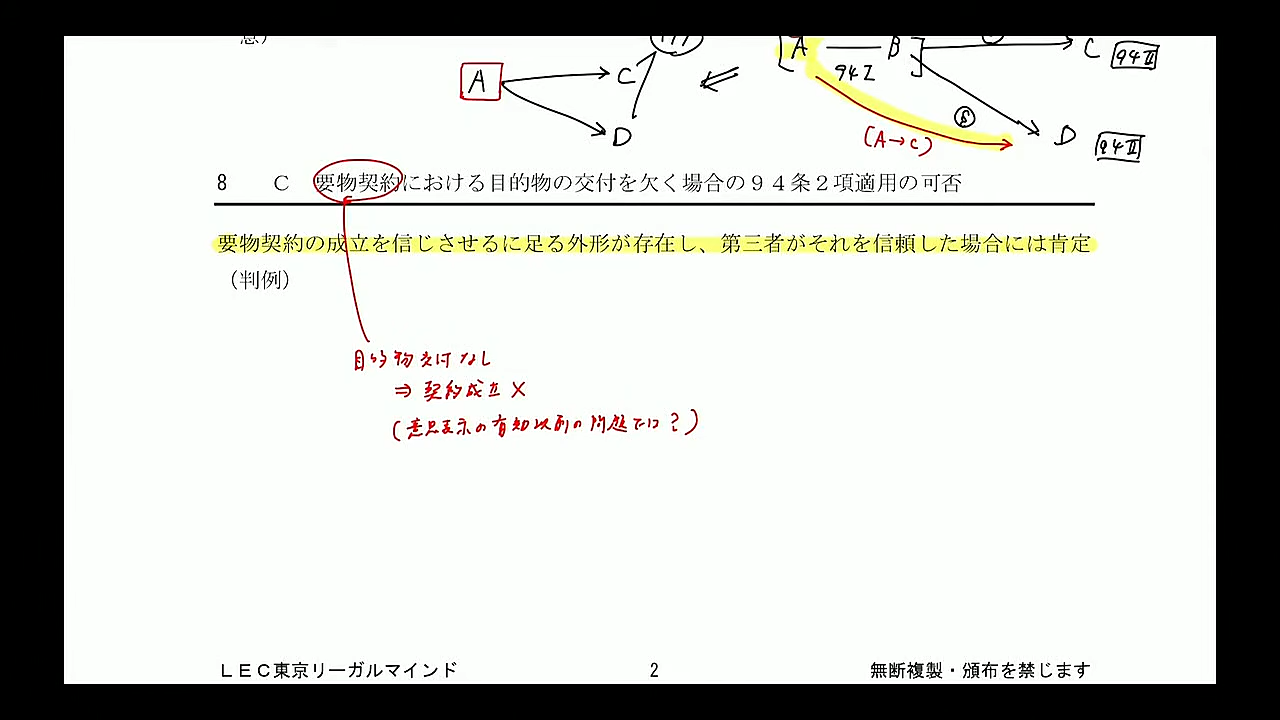 意）
A
C
D
A B
94Ⅰ
C 94Ⅱ
(A→C)
D 94Ⅱ
8 C 要物契約における目的物の交付を欠く場合の９４条２項適用の可否
要物契約の成立を信じさせるに足る外形が存在し、第三者がそれを信頼した場合には肯定
（判例）
目的物交付なし
⇒ 契約成立 X
(意思表示の有効以前の問題では？)
ＬＥＣ東京リーガルマインド 2 無断複製・頒布を禁じます